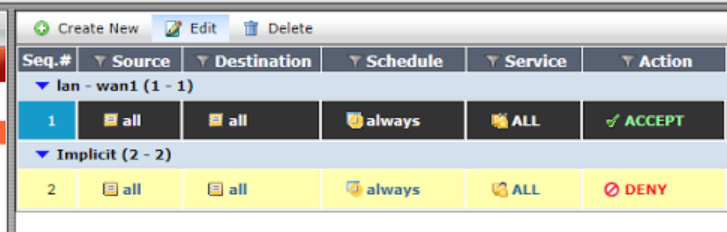 Create New Edit Delete
Seq.# Source Destination Schedule Service Action
lan - wan1 (1 - 1)
1 all all always ALL ACCEPT
Implicit (2 - 2)
2 all all always ALL DENY